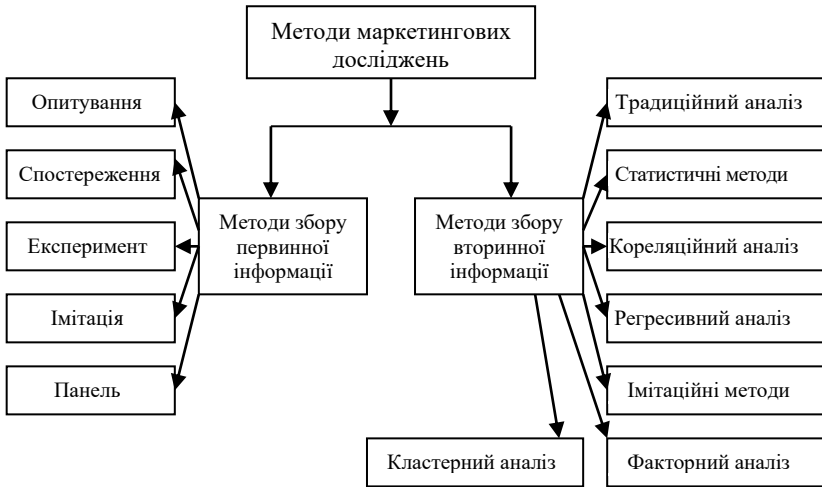 Методи маркетингових
досліджень
Опитування
Спостереження
Експеримент
Імітація
Панель
Методи збору
первинної
інформації
Методи збору
вторинної
інформації
Традиційний аналіз
Статистичні методи
Кореляційний аналіз
Регресивний аналіз
Імітаційні методи
Кластерний аналіз
Факторний аналіз